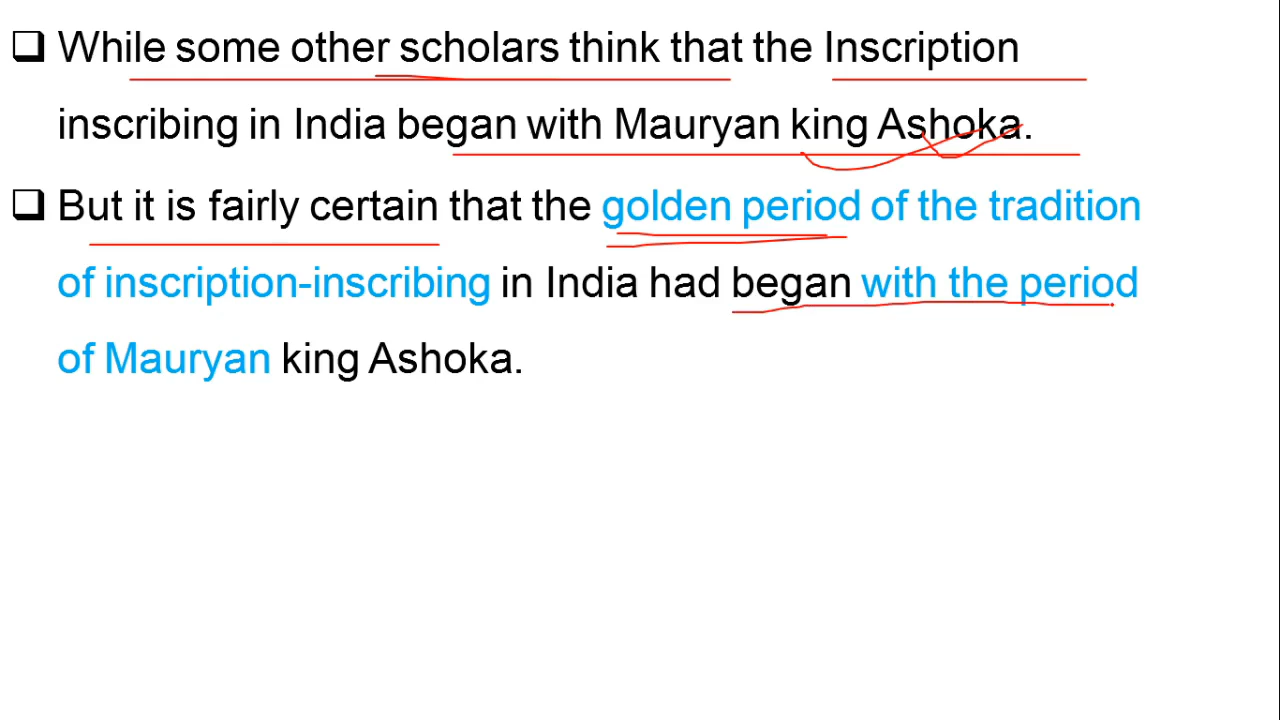 ❑ While some other scholars think that the Inscription
inscribing in India began with Mauryan king Ashoka.
❑ But it is fairly certain that the golden period of the tradition
of inscription-inscribing in India had began with the period
of Mauryan king Ashoka.